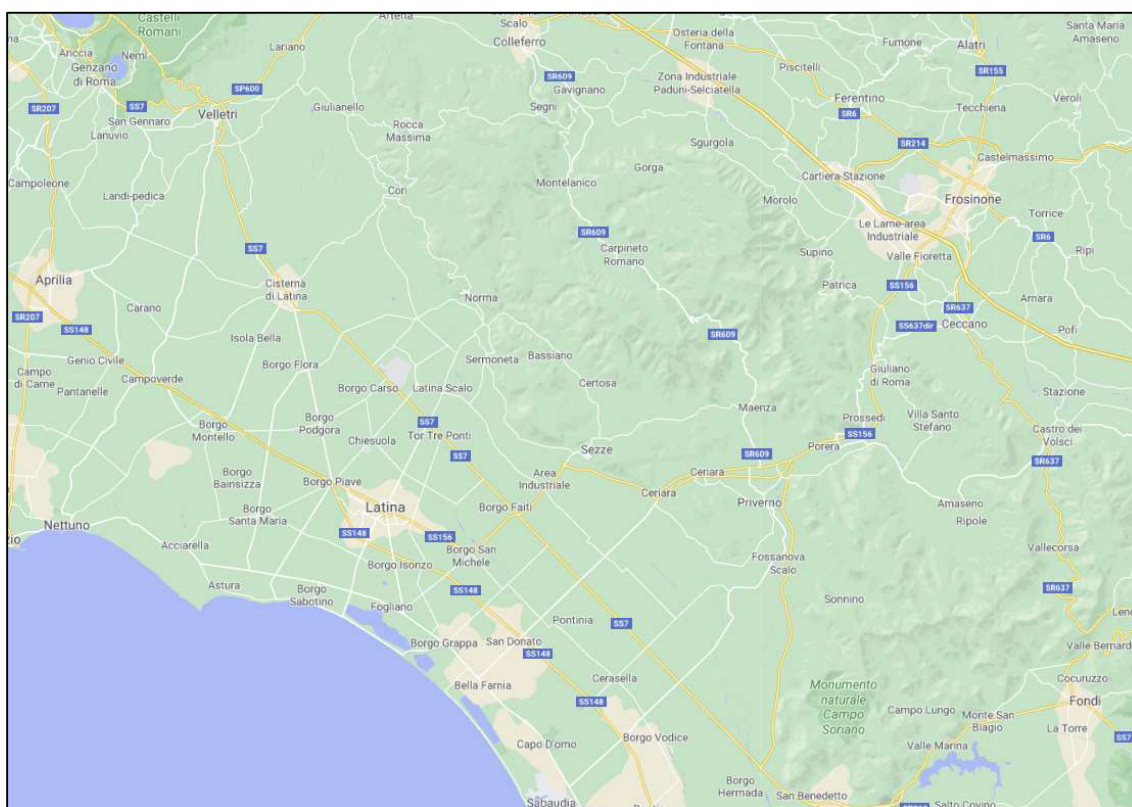 Castelli
Romani
Artena
Scalo
Colleferro
Osteria della
Fontana
Fumone
Alatri
Santa Maria
Amaseno
Ariccia
Nemi
Genzano
di Roma
Lariano
SP600
SR609
Gavignano
Zona Industriale
Paduni-Selciatella
Piscitelli
SR155
SR207
SS7
San Gennaro
Velletri
Lanuvio
Giulianello
Segni
Ferentino
SR6
Tecchiena
Veroli
Rocca
Massima
Sgurgola
SR214
Castelmassimo
Campoleone
Landi-pedica
Cori
Montelanico
Gorga
Cartiera-Stazione
Morolo
Frosinone
Torrice
SR6
Ripi
SS7
SR609
Carpineto
Romano
Supino
Le Lame-area
Industriale
Valle Fioretta
Aprilia
Cisterna
di Latina
Patrica
SS156
Arnara
SR207
Carano
Norma
SR637
SS148
Isola Bella
SR609
SS637dir
Ceccano
Pofi
Genio Civile
Campo
di Carne
Pantanelle
Campoverde
Borgo Flora
Sermoneta
Bassiano
Giuliano
di Roma
Borgo Carso
Latina Scalo
Certosa
Stazione
Borgo
Montello
Borgo
Podgora
Chiesuola
SS7
Tor Tre Ponti
Maenza
Prossedi
Villa Santo
Stefano
Castro dei
Volsci
SS156
Porera
SS7
Sezze
SR609
SR637
Borgo
Bainsizza
Borgo Piave
Area
Industriale
Ceriara
Ceriara
Priverno
Borgo
Santa Maria
Latina
Borgo Faiti
Amaseno
Ripole
Nettuno
zio
SS148
SS156
Acciarella
Borgo San
Michele
Fossanova
Scalo
Vallecorsa
Borgo Isonzo
Astura
Borgo
Sabotino
SS148
Fogliano
Sonnino
SR637
Pontinia
SS7
Borgo Grappa
San Donato
SS148
Valle Bernardo
Bella Farnia
Cerasella
SS148
Monumento
naturale
Campo
Soriano
Cocuruzzo
Fondi
Campo Lungo
Monte San
Biagio
La Torre
SS7
Capo D'omo
Borgo Vodice
Valle Marina
Borgo
Hermada
San Benedetto
Sabaudia
Salto Covino